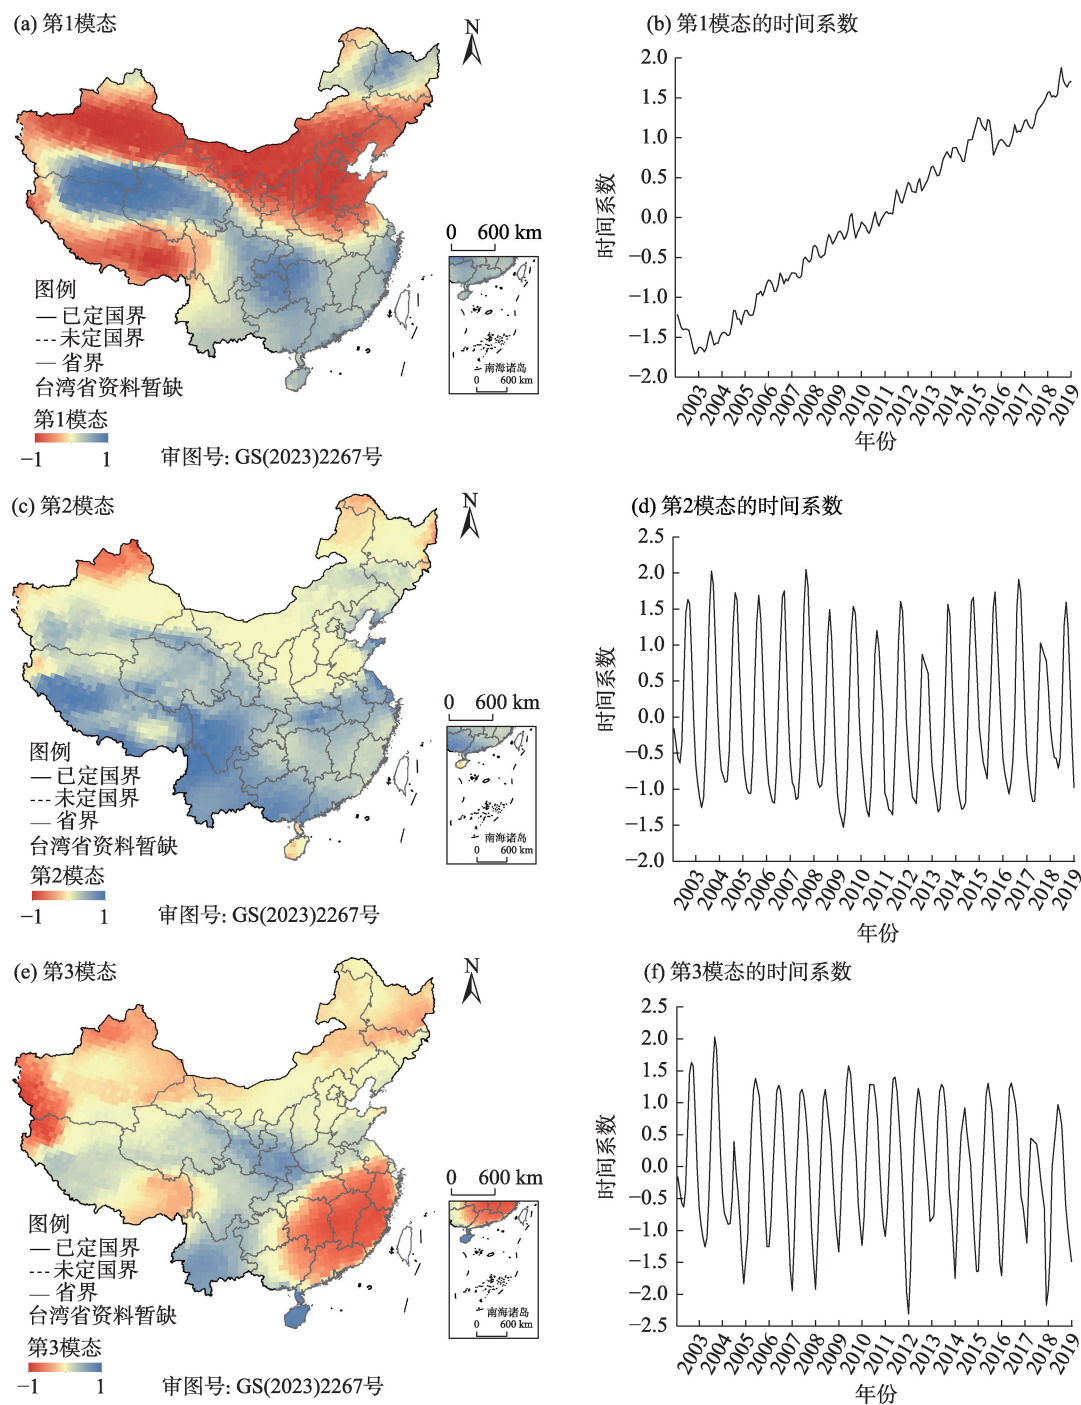 (a) 第1模态
N
0 600 km
图例
已定国界
未定国界
省界
台湾省资料暂缺
第1模态
−1 1
审图号: GS(2023)2267号
南海诸岛
0 600 km
(b) 第1模态的时间系数
2.0
1.5
1.0
0.5
0.0
−0.5
−1.0
−1.5
−2.0
时间系数
2003 2004 2005 2006 2007 2008 2009 2010 2011 2012 2013 2014 2015 2016 2017 2018 2019
年份
(c) 第2模态
N
0 600 km
图例
已定国界
未定国界
省界
台湾省资料暂缺
第2模态
−1 1
审图号: GS(2023)2267号
南海诸岛
0 600 km
(d) 第2模态的时间系数
2.5
2.0
1.5
1.0
0.5
0.0
−0.5
−1.0
−1.5
−2.0
时间系数
2003 2004 2005 2006 2007 2008 2009 2010 2011 2012 2013 2014 2015 2016 2017 2018 2019
年份
(e) 第3模态
N
0 600 km
图例
已定国界
未定国界
省界
台湾省资料暂缺
第3模态
−1 1
审图号: GS(2023)2267号
南海诸岛
0 600 km
(f) 第3模态的时间系数
2.5
2.0
1.5
1.0
0.5
0.0
−0.5
−1.0
−1.5
−2.0
−2.5
时间系数
2003 2004 2005 2006 2007 2008 2009 2010 2011 2012 2013 2014 2015 2016 2017 2018 2019
年份